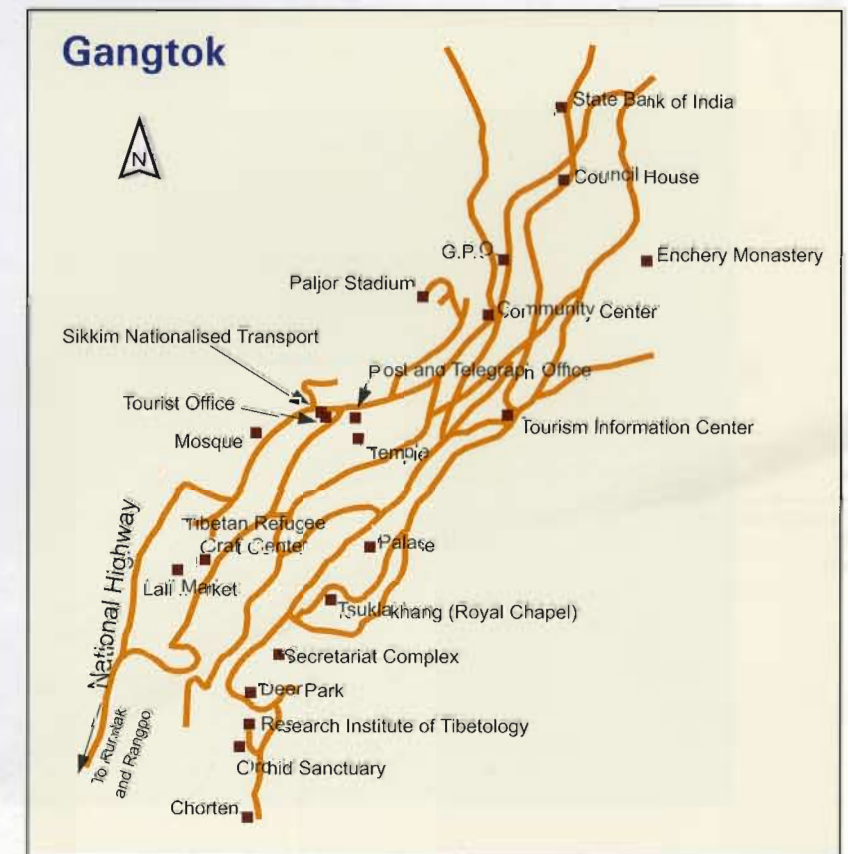 Gangtok
N
State Bank of India
Council House
G.P.O
Enchery Monastery
Paljor Stadium
Community Center
Sikkim Nationalised Transport
Post and Telegraph Office
Tourist Office
Tourism Information Center
Mosque
Temple
National Highway
Tibetan Refugee
Craft Center
Palace
Lall Market
Tsuklakhang (Royal Chapel)
Secretariat Complex
Deer Park
To Rumtek
and Rangpo
Research Institute of Tibetology
Orchid Sanctuary
Chorten